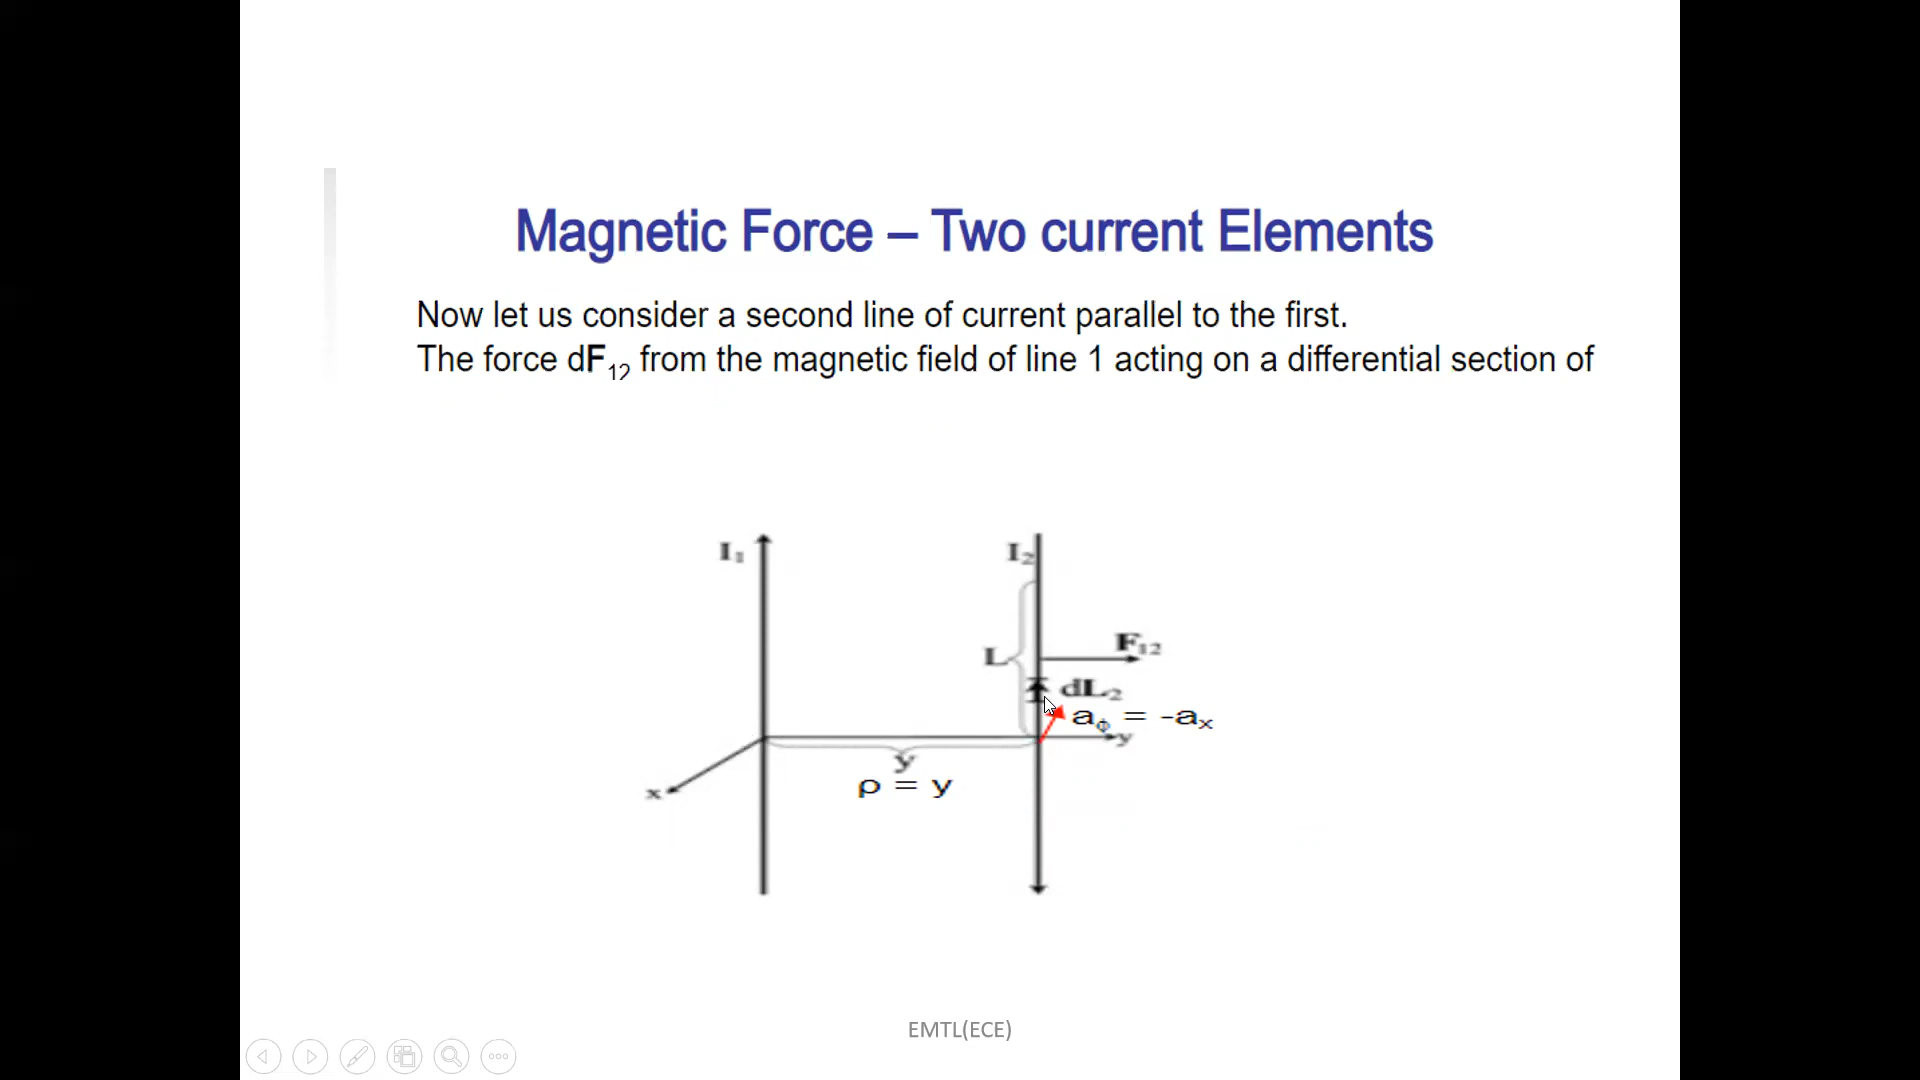 Magnetic Force – Two current Elements
Now let us consider a second line of current parallel to the first.
The force dF₁₂ from the magnetic field of line 1 acting on a differential section of
I₁
I₂
F₁₂
L
dL₂
aϕ = -aₓ
y
y
ρ = y
x
EMTL(ECE)